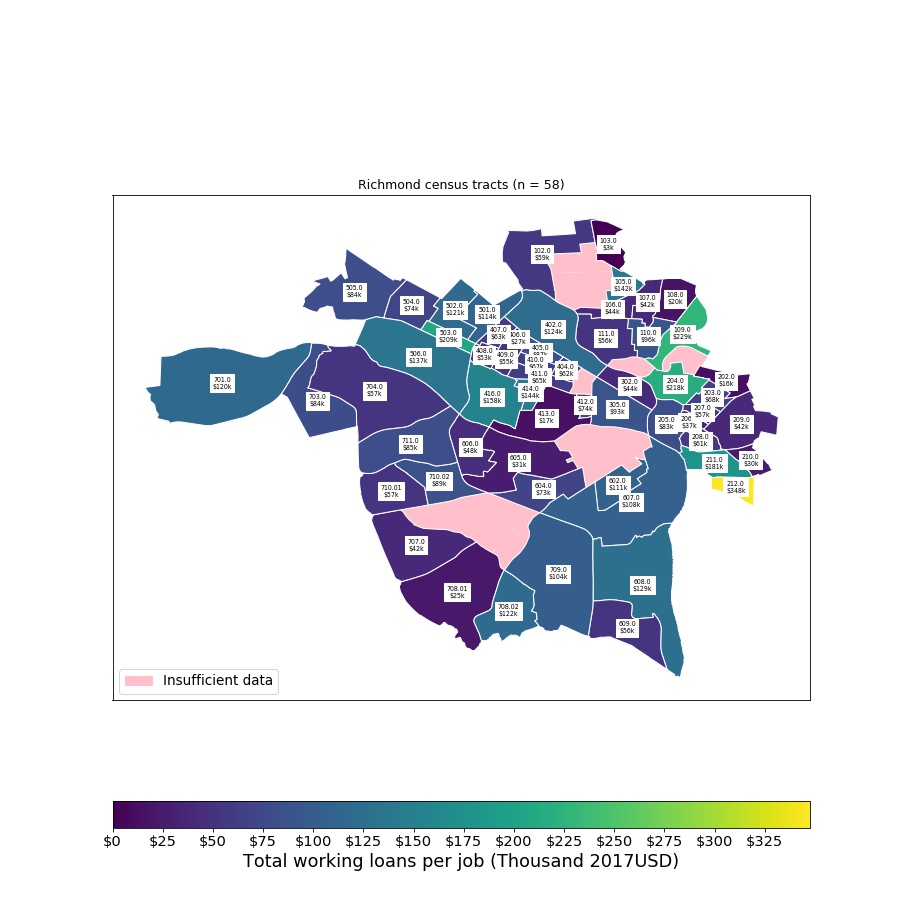 Richmond census tracts (n = 58)
103.0
$3k
102.0
$59k
105.0
$142k
505.0
$84k
504.0
$74k
502.0
$121k
501.0
$114k
107.0
$42k
108.0
$20k
106.0
$44k
402.0
$124k
407.0
$63k
$27k
503.0
$209k
111.0
$56k
110.0
$96k
109.0
$229k
506.0
$137k
408.0
$53k
409.0
$55k
405.0
410.0
404.0
$62k
411.0
$65k
701.0
$120k
703.0
$84k
704.0
$57k
416.0
$158k
414.0
$144k
413.0
$17k
412.0
$74k
302.0
$44k
305.0
$93k
204.0
$218k
202.0
$16k
203.0
$68k
207.0
$57k
205.0
$83k
$37k
209.0
$42k
208.0
$61k
711.0
$85k
606.0
$48k
605.0
$31k
211.0
$181k
210.0
$30k
212.0
$348k
710.01
$57k
710.02
$89k
604.0
$73k
602.0
$111k
607.0
$108k
707.0
$42k
709.0
$104k
708.01
$25k
708.02
$122k
608.0
$129k
609.0
$56k
Insufficient data
$0 $25 $50 $75 $100 $125 $150 $175 $200 $225 $250 $275 $300 $325
Total working loans per job (Thousand 2017USD)